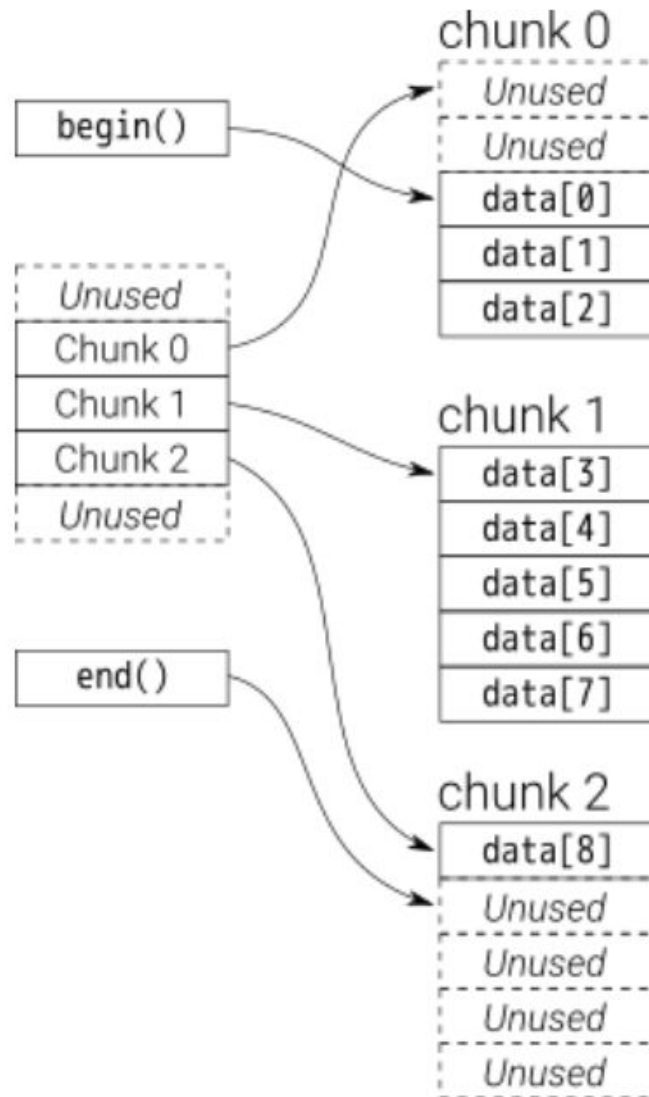 begin()
Unused
Chunk 0
Chunk 1
Chunk 2
Unused
end()
chunk 0
Unused
Unused
data[0]
data[1]
data[2]
chunk 1
data[3]
data[4]
data[5]
data[6]
data[7]
chunk 2
data[8]
Unused
Unused
Unused
Unused